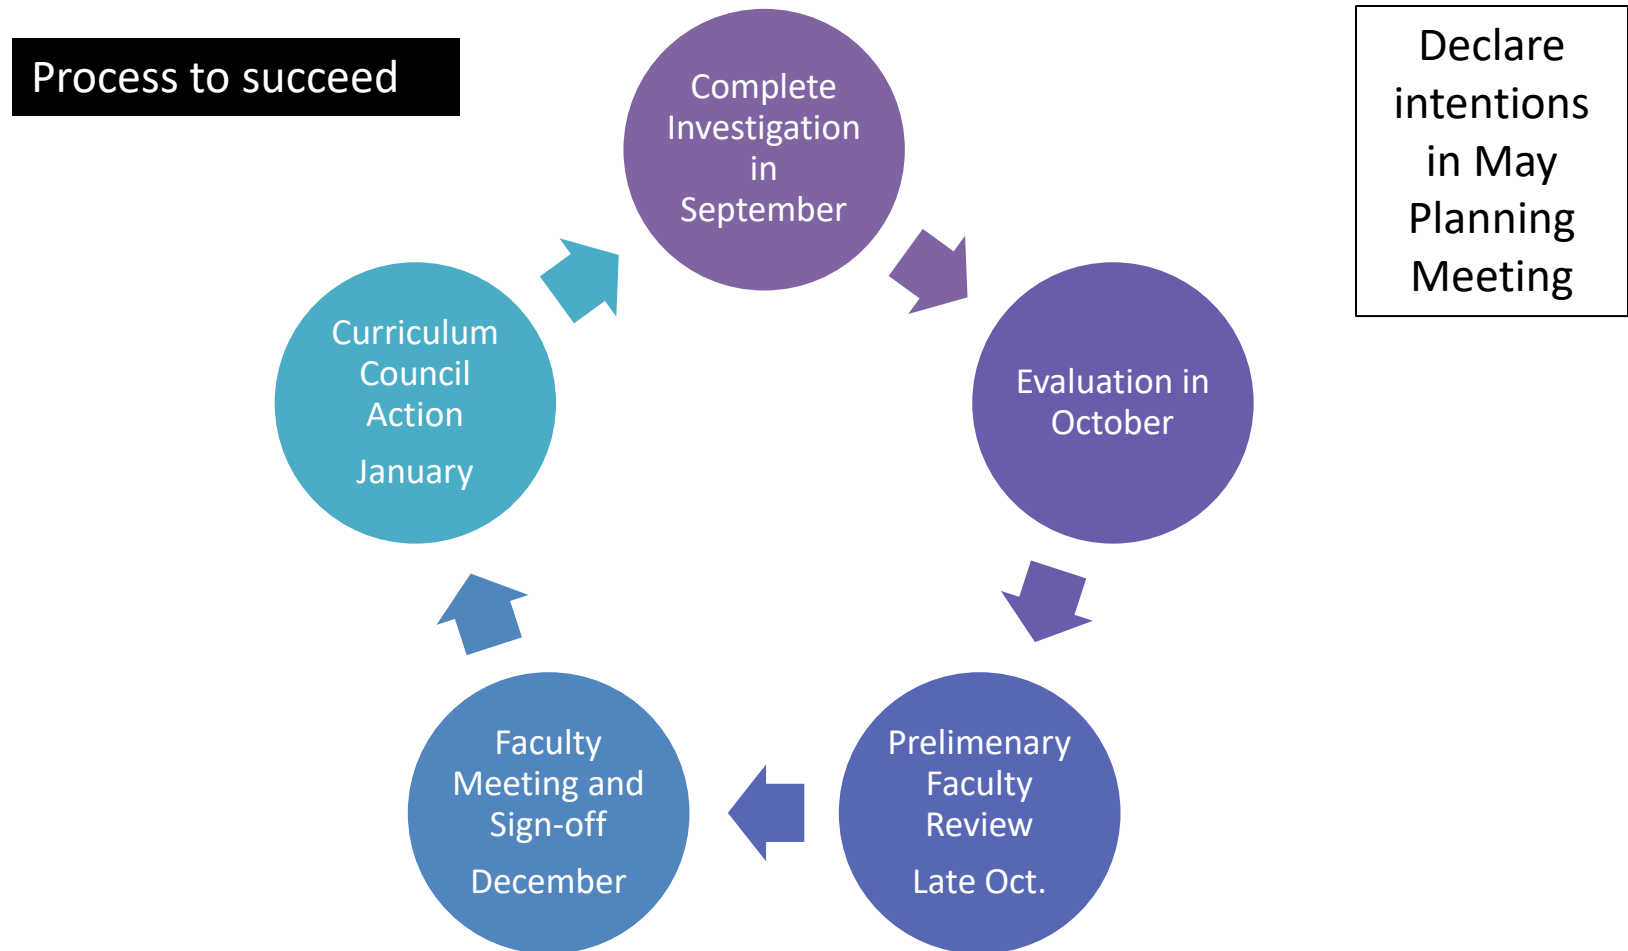 Process to succeed
Declare
intentions
in May
Planning
Meeting
Complete
Investigation
in
September
Evaluation in
October
Prelimenary
Faculty
Review
Late Oct.
Faculty
Meeting and
Sign-off
December
Curriculum
Council
Action
January